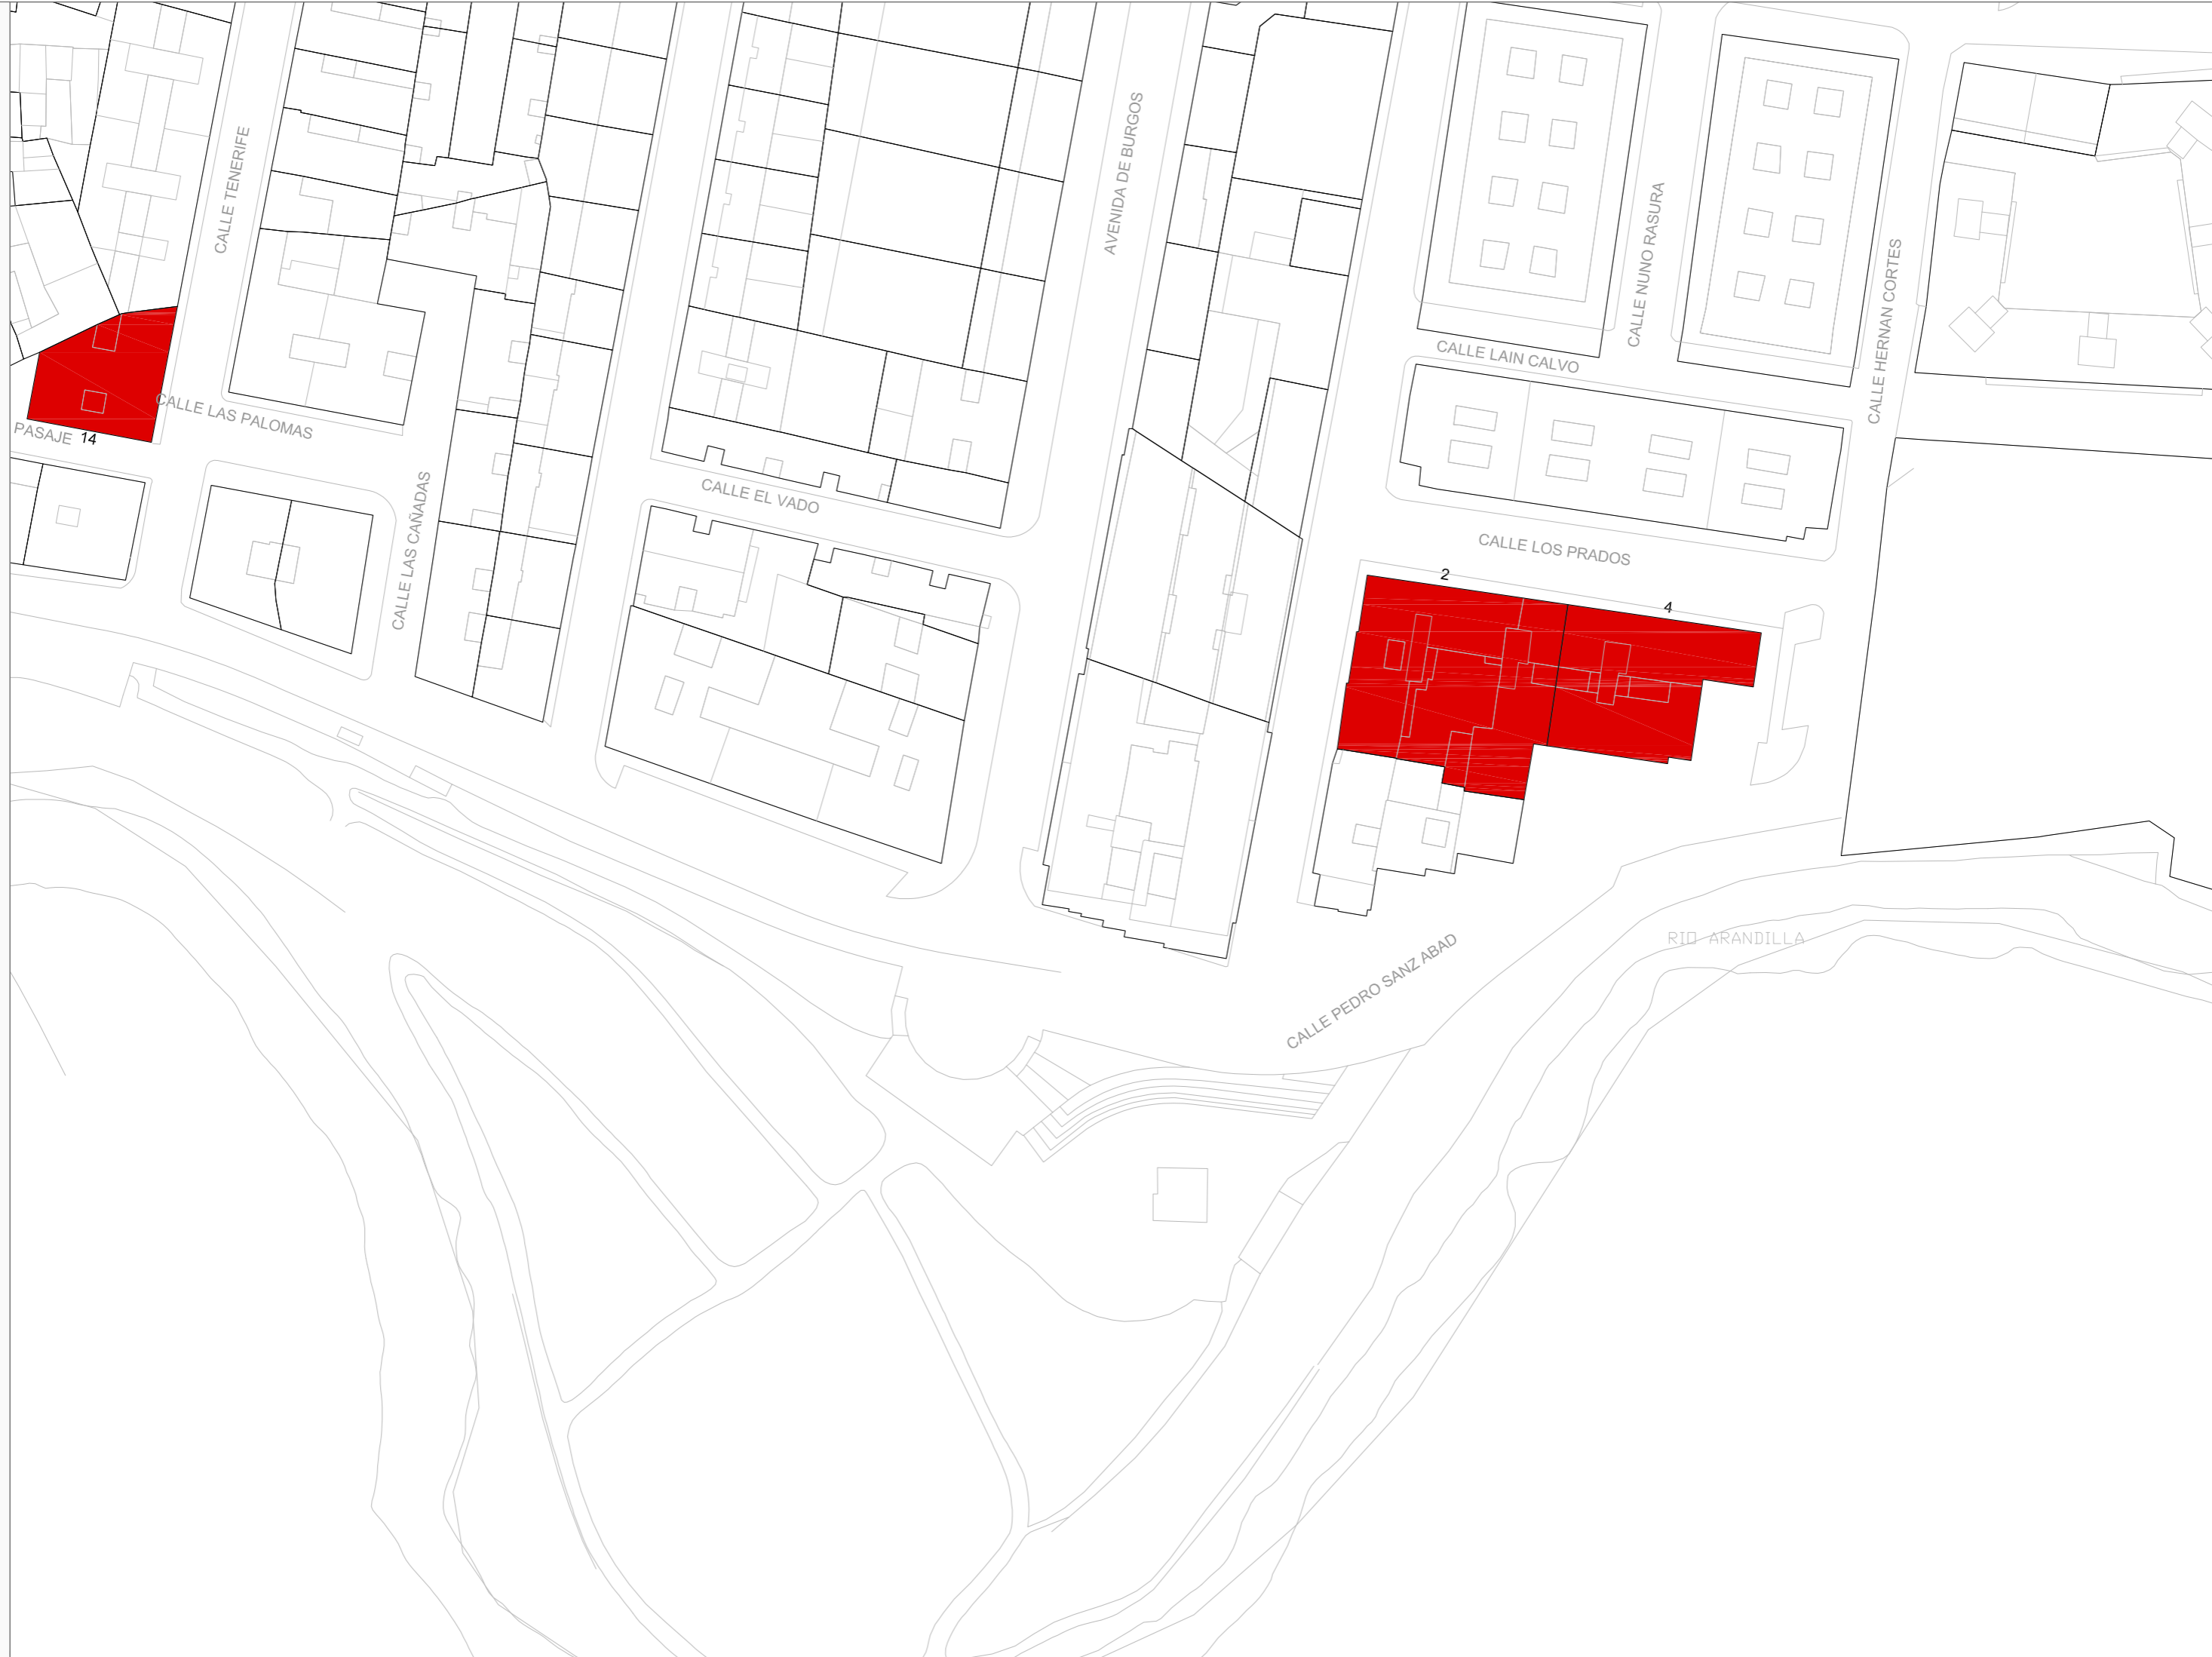 CALLE TENERIFE
AVENIDA DE BURGOS
CALLE NUNO RASURA
CALLE HERNAN CORTES
CALLE LAIN CALVO
CALLE LAS PALOMAS
PASAJE 14
CALLE LAS CAÑADAS
CALLE EL VADO
CALLE LOS PRADOS
2
4
RIO ARANDILLA
CALLE PEDRO SANZ ABAD